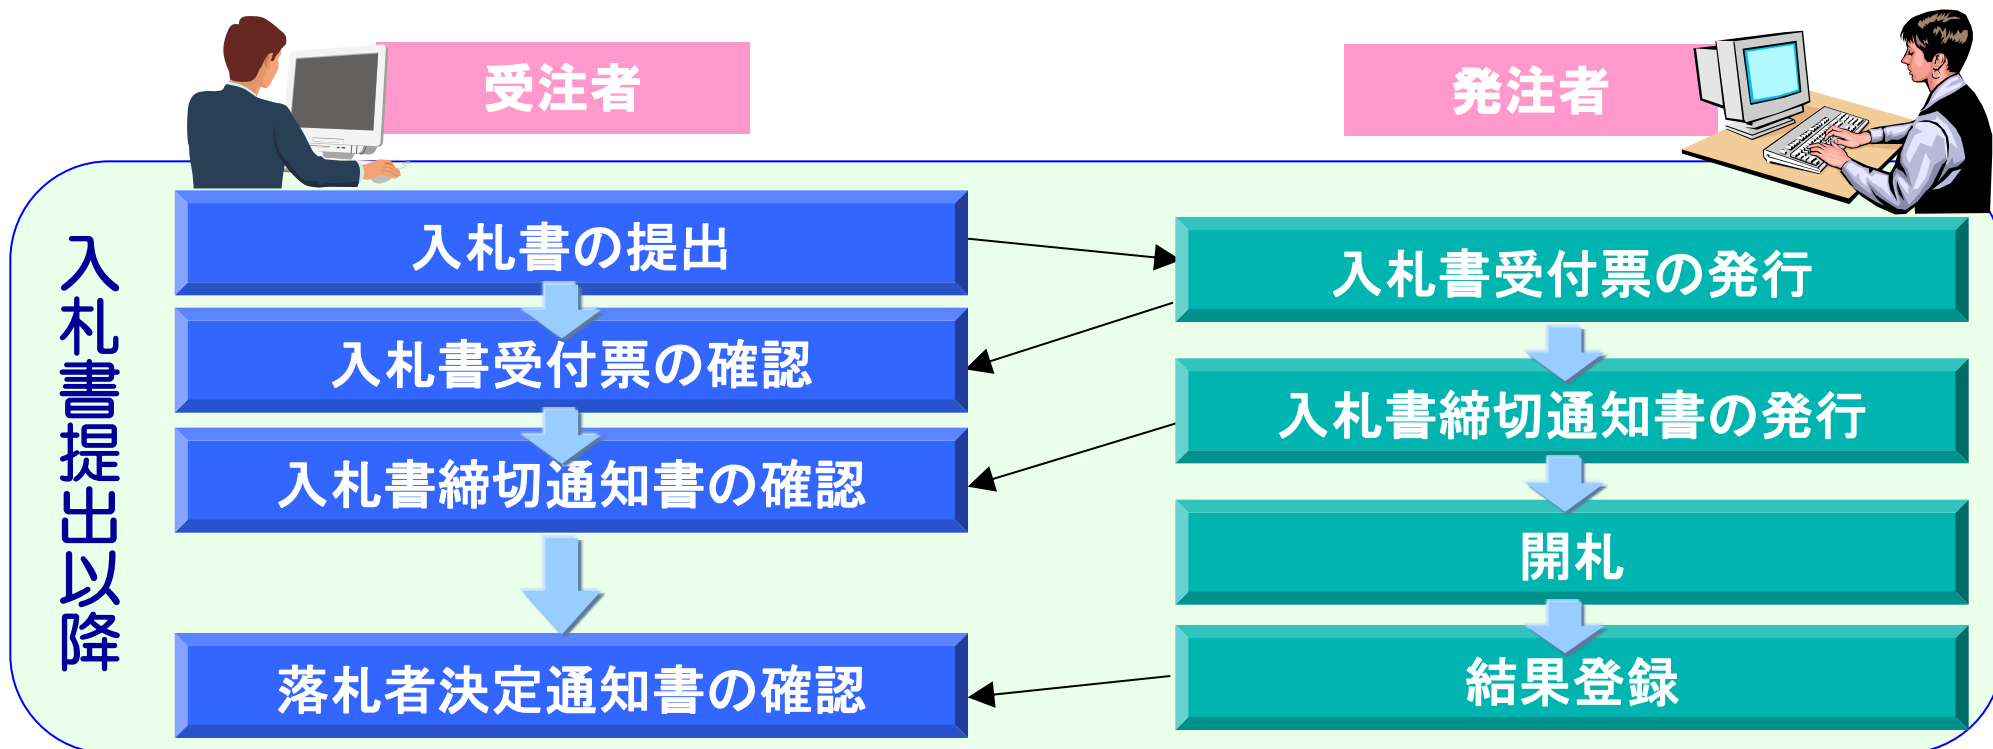 受注者
発注者
入札書提出以降
入札書の提出
入札書受付票の確認
入札書締切通知書の確認
落札者決定通知書の確認
入札書受付票の発行
入札書締切通知書の発行
開札
結果登録